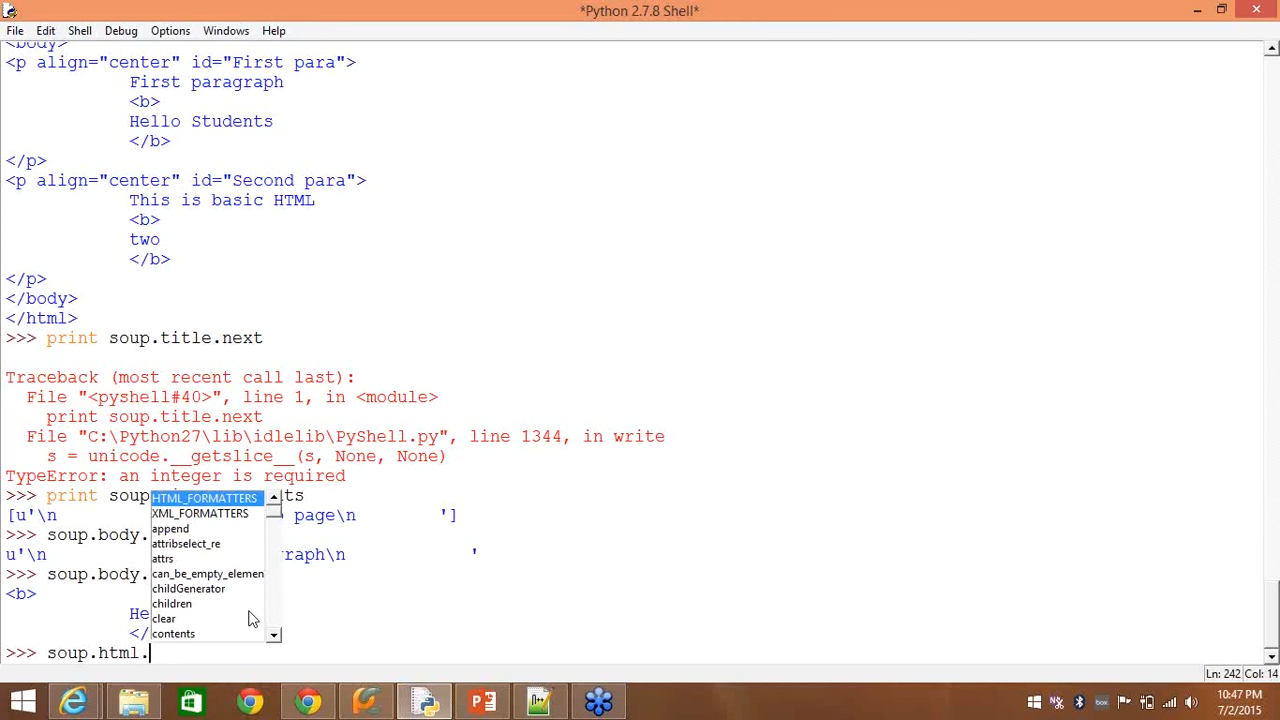 *Python 2.7.8 Shell*
File Edit Shell Debug Options Windows Help
<body>
<p align="center" id="First para">
First paragraph
<b>
Hello Students
</b>
</p>
<p align="center" id="Second para">
This is basic HTML
<b>
two
</b>
</p>
</body>
</html>
>>> print soup.title.next
Traceback (most recent call last):
File "<pyshell#40>", line 1, in <module>
print soup.title.next
File "C:\Python27\lib\idlelib\PyShell.py", line 1344, in write
s = unicode.__getslice__(s, None, None)
TypeError: an integer is required
>>> print soup ts
[u'\n page\n ']
>>> soup.body.
u'\n raph\n '
>>> soup.body.
<b>
He
</
>>> soup.html.
HTML_FORMATTERS
XML_FORMATTERS
append
attribselect_re
attrs
can_be_empty_elemen
childGenerator
children
clear
contents
Ln: 242 Col: 14
box
10:47 PM
7/2/2015